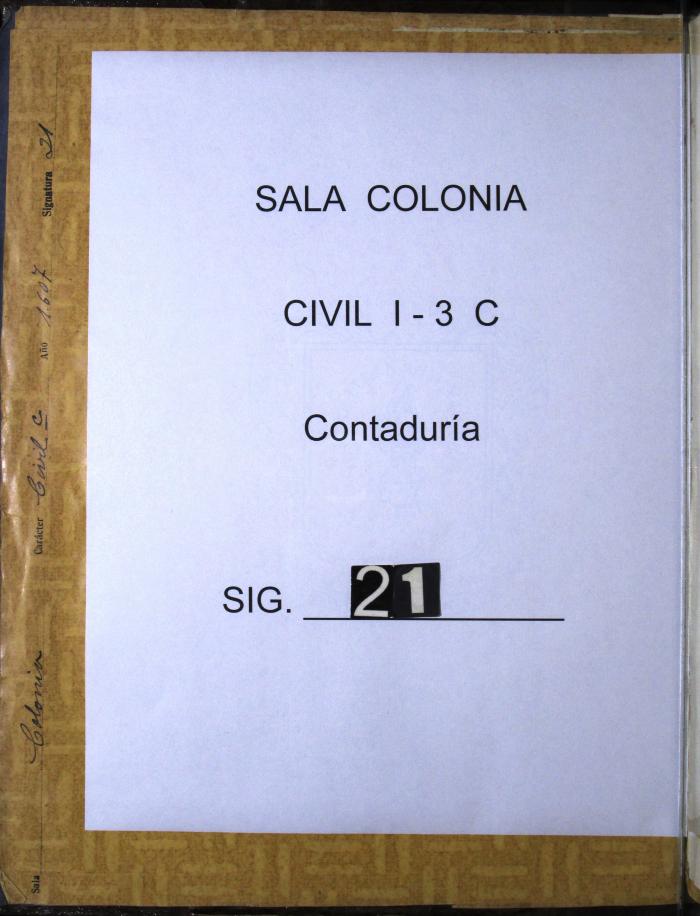 SALA COLONIA
CIVIL I - 3 C
Contaduría
SIG. 21
Sala Colonia Carácter Civil C Año 1607 Signatura 21